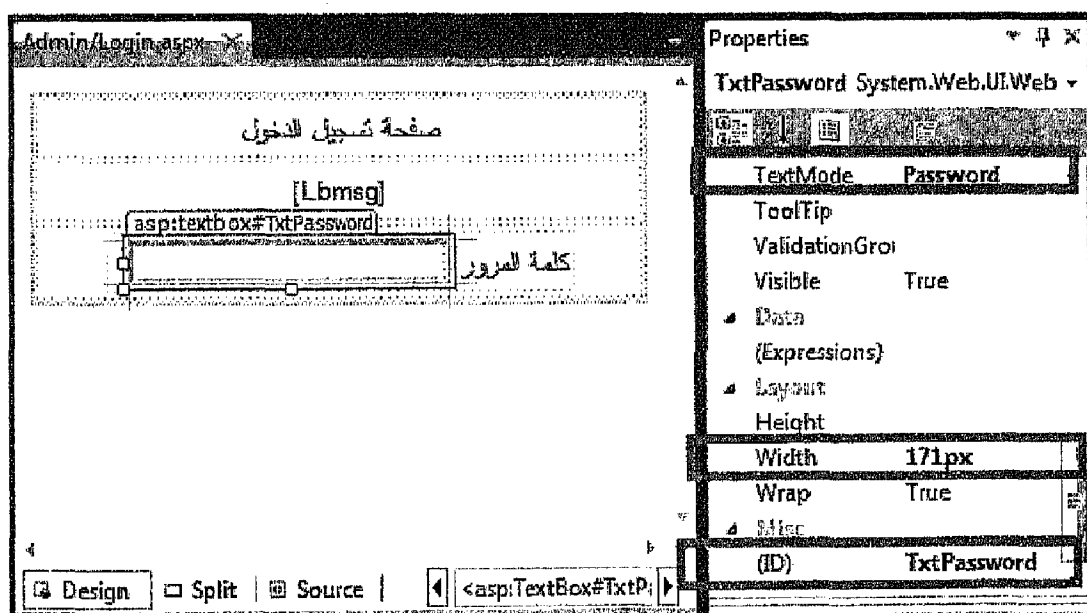 Admin/Login.aspx
صفحة تسجيل الدخول
[Lbmsg]
asp:textbox#TxtPassword
كلمة المرور
Design
Split
Source
<asp:TextBox#TxtPa
Properties
TxtPassword System.Web.UI.Web
TextMode Password
ToolTip
ValidationGrou
Visible True
Data
(Expressions)
Layout
Height
Width 171px
Wrap True
Misc
(ID) TxtPassword